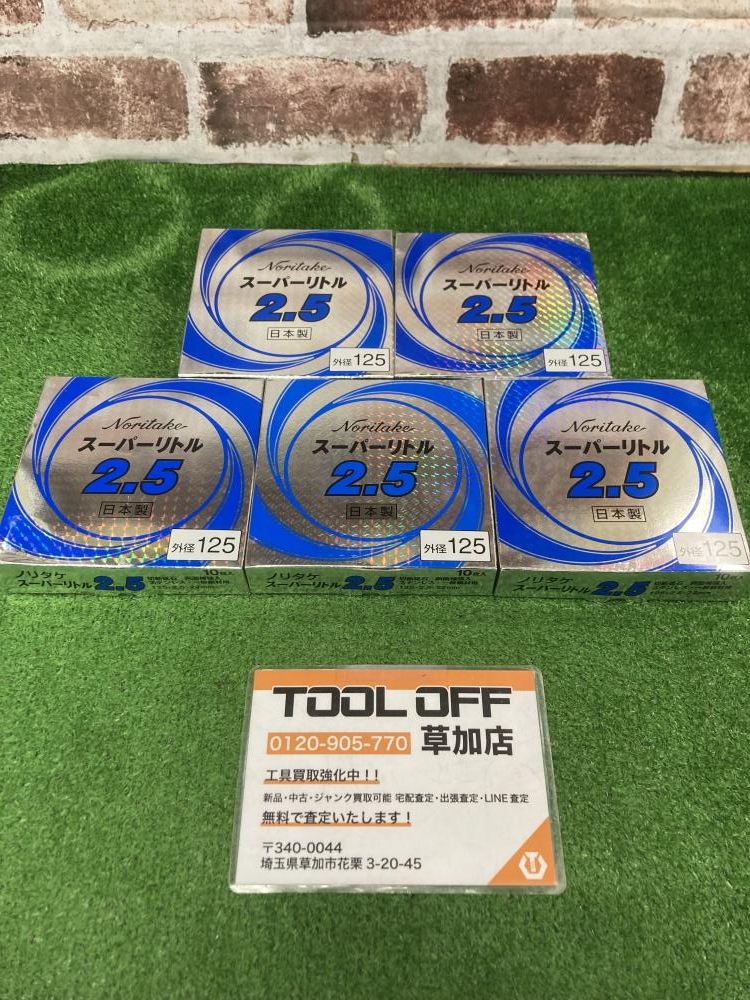 Noritake
スーパーリトル
2.5
日本製
外径125
Noritake
スーパーリトル
2.5
日本製
外径125
Noritake
スーパーリトル
2.5
日本製
外径125
ノリタケ
スーパーリトル 2.5
10枚入
Noritake
スーパーリトル
2.5
日本製
外径125
ノリタケ
スーパーリトル 2.5
10枚入
Noritake
スーパーリトル
2.5
日本製
外径125
ノリタケ
スーパーリトル 2.5
10枚入
TOOL OFF
0120-905-770 草加店
工具買取強化中!!
新品・中古・ジャンク買取可能 宅配査定・出張査定・LINE査定
無料で査定いたします!
〒340-0044
埼玉県草加市花栗 3-20-45